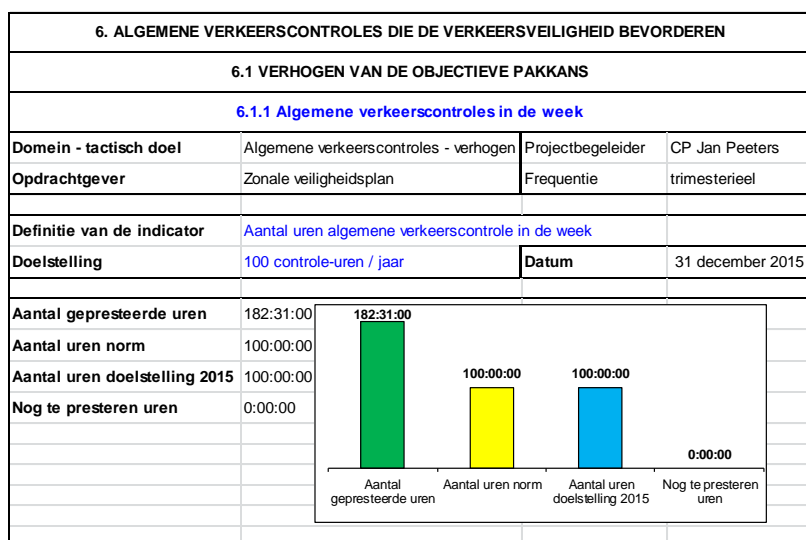 6. ALGEMENE VERKEERSCONTROLES DIE DE VERKEERSVEILIGHEID BEVORDEREN
6.1 VERHOGEN VAN DE OBJECTIEVE PAKKANS
6.1.1 Algemene verkeerscontroles in de week
Domein - tactisch doel Algemene verkeerscontroles - verhogen Projectbegeleider CP Jan Peeters
Opdrachtgever Zonale veiligheidsplan Frequentie trimesterieel
Definitie van de indicator Aantal uren algemene verkeerscontrole in de week
Doelstelling 100 controle-uren / jaar Datum 31 december 2015
Aantal gepresteerde uren 182:31:00
Aantal uren norm 100:00:00
Aantal uren doelstelling 2015 100:00:00
Nog te presteren uren 0:00:00
182:31:00
100:00:00
100:00:00
0:00:00
Aantal gepresteerde uren
Aantal uren norm
Aantal uren doelstelling 2015
Nog te presteren uren